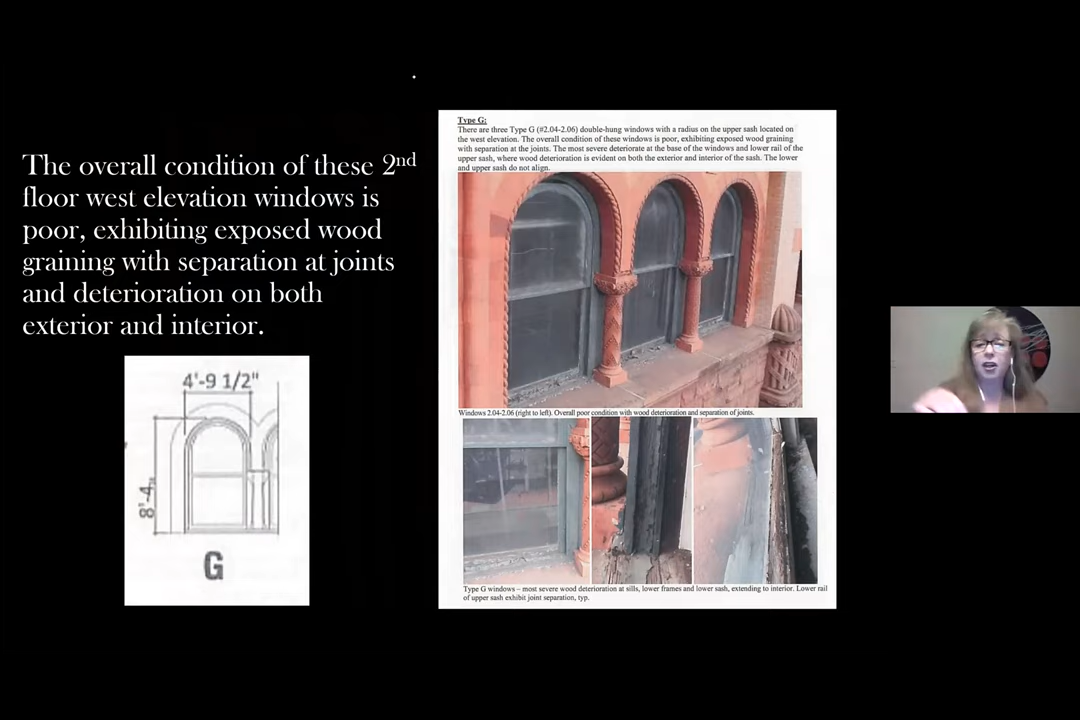 The overall condition of these 2nd
floor west elevation windows is
poor, exhibiting exposed wood
graining with separation at joints
and deterioration on both
exterior and interior.
4'-9 1/2"
8'-4
G
Type G:
There are three Type G (#2.04-2.06) double-hung windows with a radius on the upper sash located on
the west elevation. The overall condition of these windows is poor, exhibiting exposed wood graining
with separation at the joints. The most severe deteriorate at the base of the windows and lower rail of the
upper sash, where wood deterioration is evident on both the exterior and interior of the sash. The lower
and upper sash do not align.
Windows 2.04-2.06 (right to left). Overall poor condition with wood deterioration and separation of joints.
Type G windows – most severe wood deterioration at sills, lower frames and lower sash, extending to interior. Lower rail
of upper sash exhibit joint separation, typ.